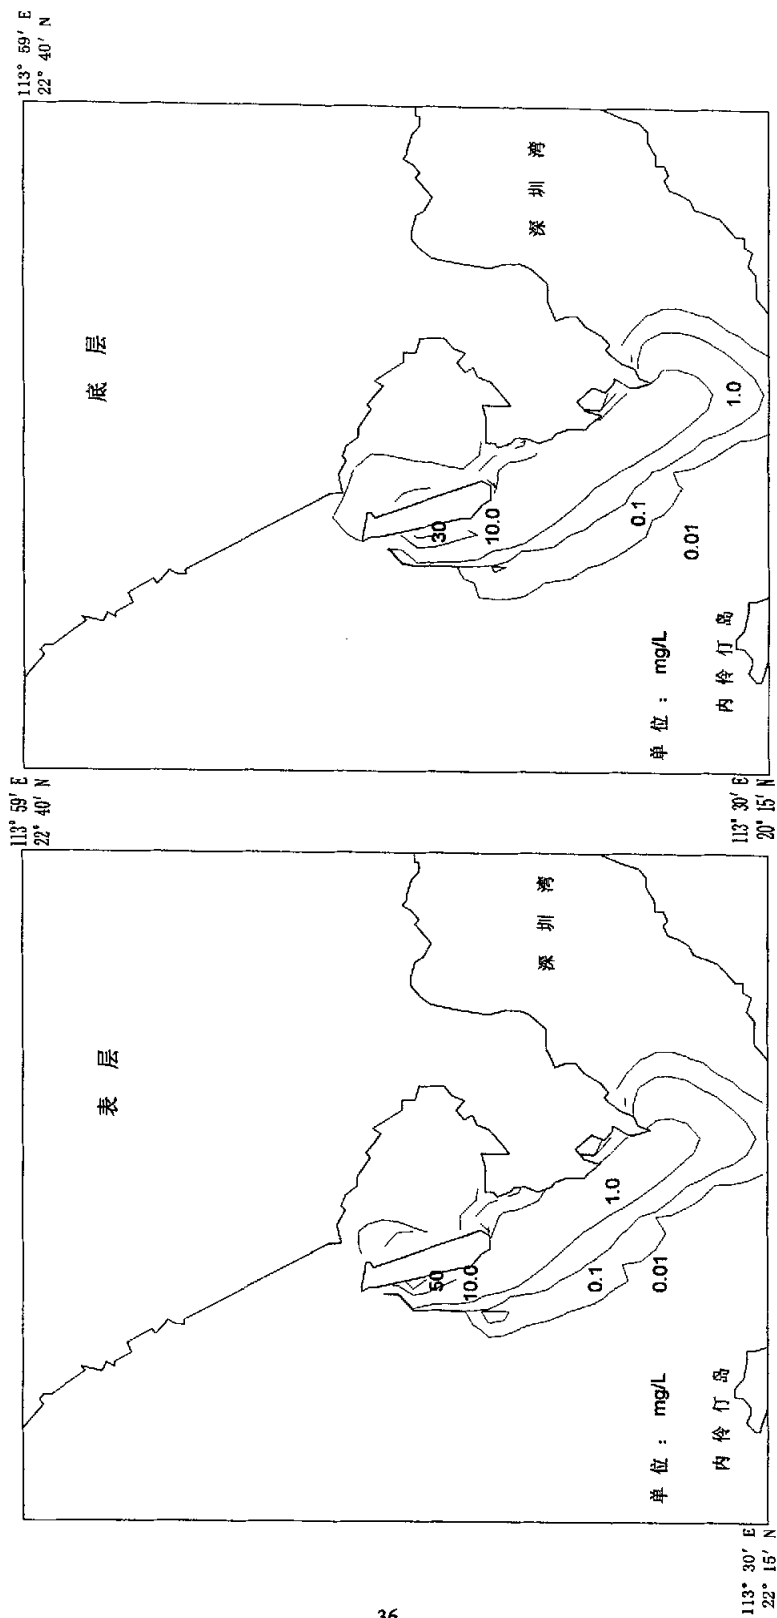 113° 59′ E
22° 40′ N
表 层
深 圳 湾
50
10.0
1.0
0.1
0.01
单 位 : mg/L
内 伶 仃 岛
113° 30′ E
22° 15′ N
113° 59′ E
22° 40′ N
底 层
深 圳 湾
30
10.0
1.0
0.1
0.01
单 位 : mg/L
内 伶 仃 岛
113° 30′ E
20° 15′ N
36